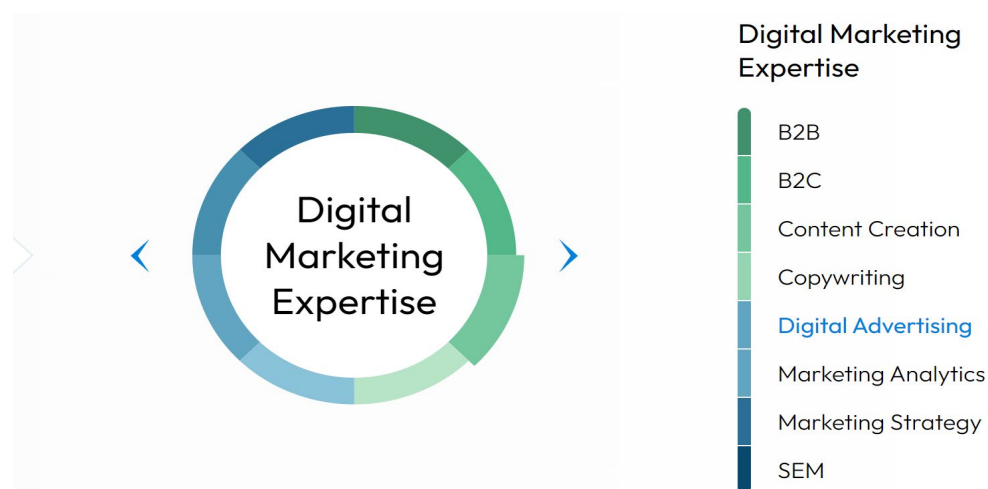 Digital
Marketing
Expertise
Digital Marketing
Expertise
B2B
B2C
Content Creation
Copywriting
Digital Advertising
Marketing Analytics
Marketing Strategy
SEM